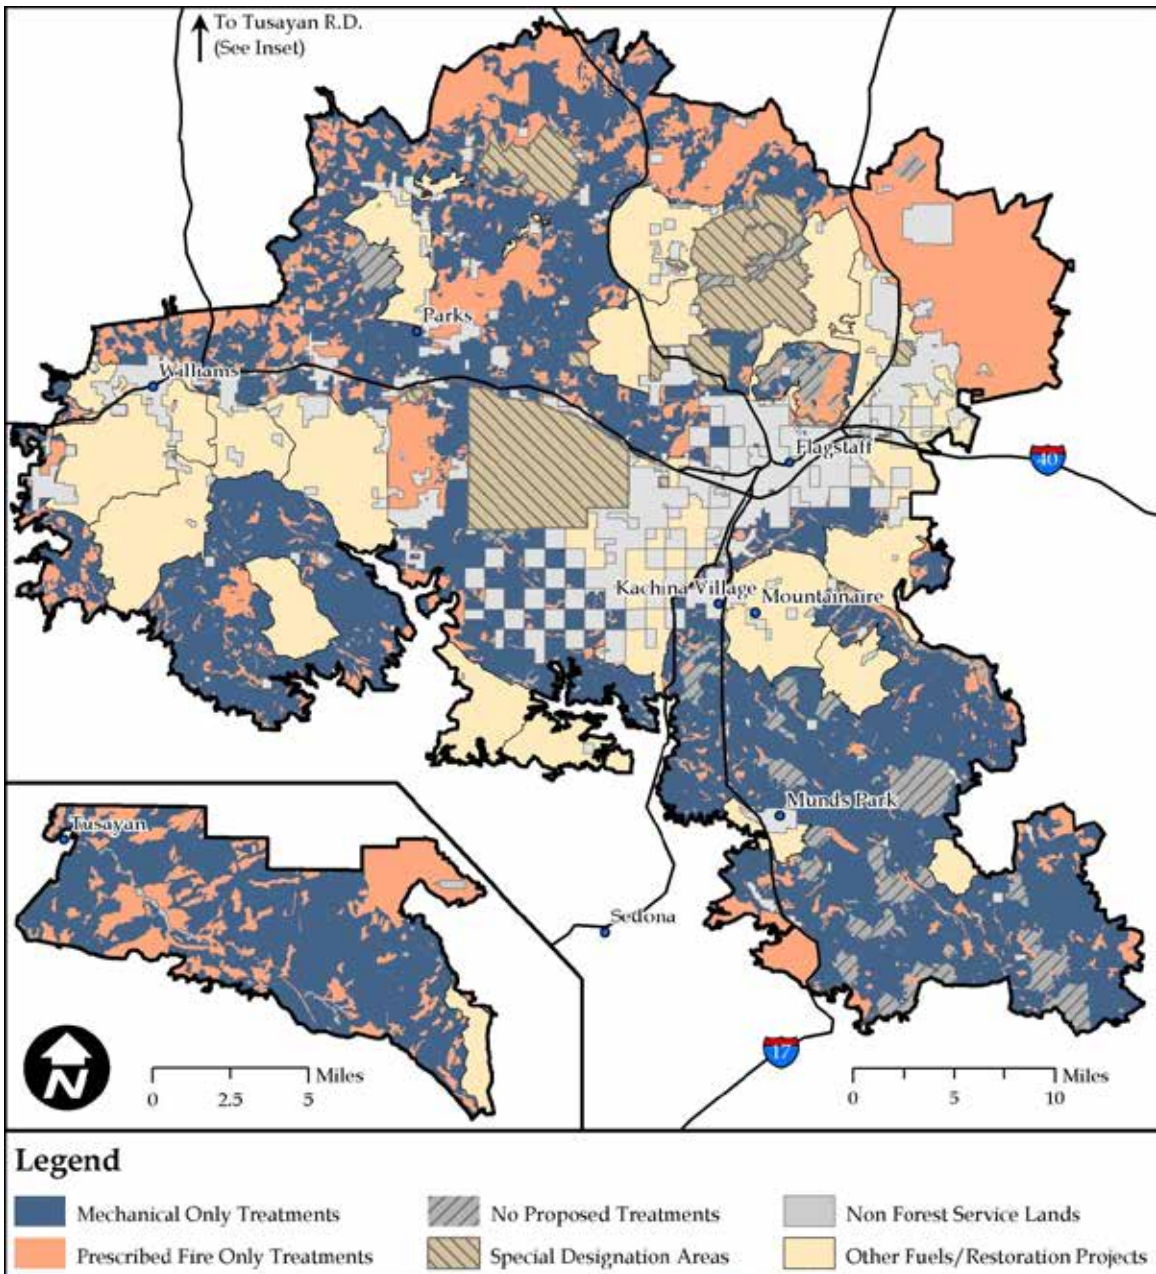 To Tusayan R.D.
(See Inset)
Parks
Williams
Flagstaff
40
Kachina Village
Mountainaire
Munds Park
Tusayan
Sedona
17
N
Miles
0 2.5 5
Miles
0 5 10
Legend
Mechanical Only Treatments
No Proposed Treatments
Non Forest Service Lands
Prescribed Fire Only Treatments
Special Designation Areas
Other Fuels/Restoration Projects